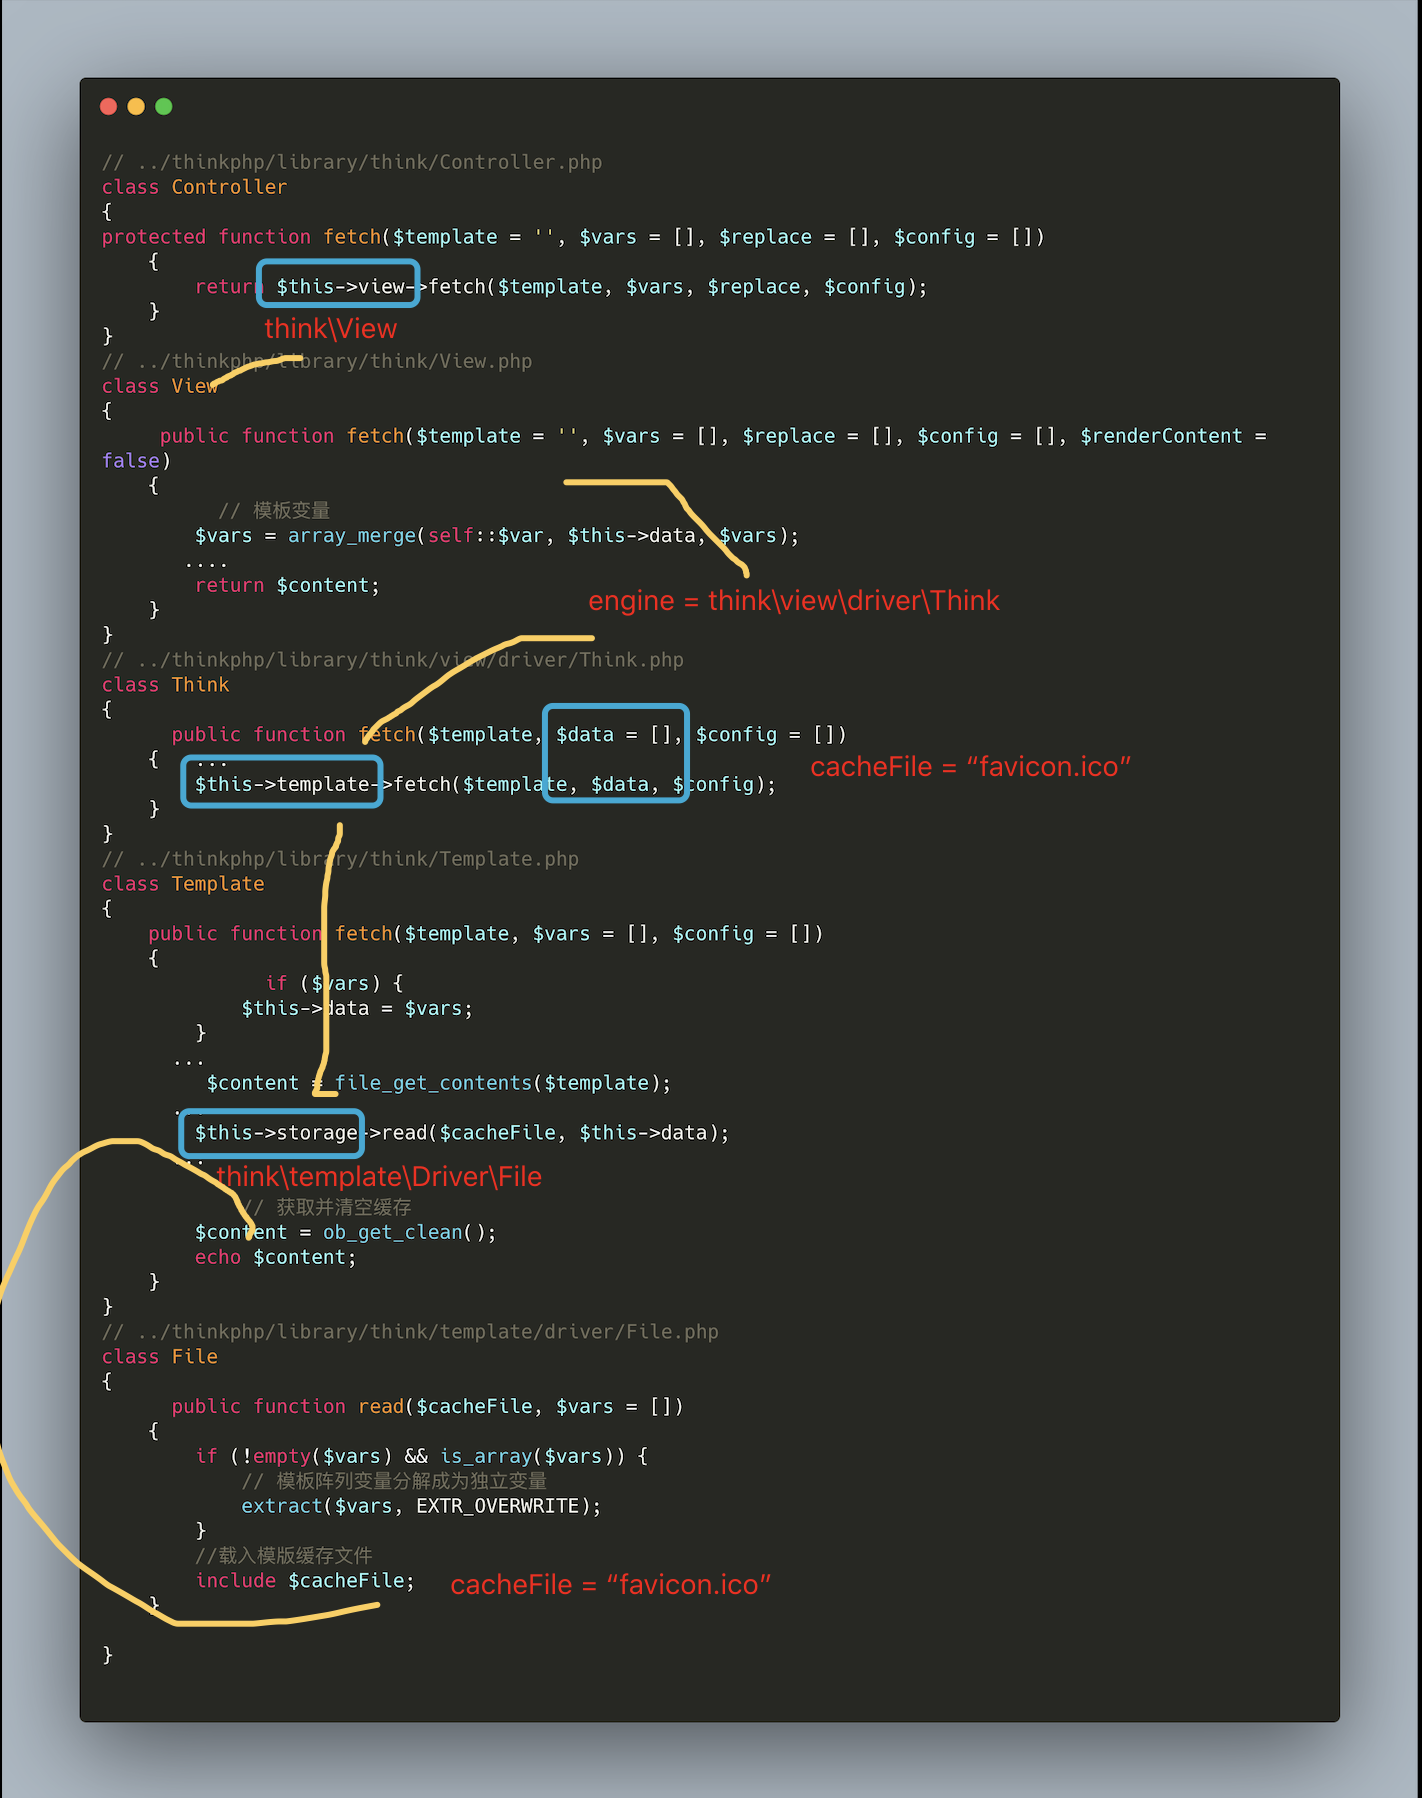 // ../thinkphp/library/think/Controller.php
class Controller
{
protected function fetch($template = '', $vars = [], $replace = [], $config = [])
    {
        return $this->view->fetch($template, $vars, $replace, $config);
    }
think\View
}
// ../thinkphp/library/think/View.php
class View
{
     public function fetch($template = '', $vars = [], $replace = [], $config = [], $renderContent =
false)
    {
          // 模板变量
        $vars = array_merge(self::$var, $this->data, $vars);
       ....
        return $content;
engine = think\view\driver\Think
    }
}
// ../thinkphp/library/think/view/driver/Think.php
class Think
{
      public function fetch($template, $data = [], $config = [])
    {   ...
cacheFile = “favicon.ico”
        $this->template->fetch($template, $data, $config);
    }
}
// ../thinkphp/library/think/Template.php
class Template
{
    public function fetch($template, $vars = [], $config = [])
    {
              if ($vars) {
            $this->data = $vars;
        }
      ...
         $content = file_get_contents($template);
      ...
        $this->storage->read($cacheFile, $this->data);
      ...
think\template\Driver\File
            // 获取并清空缓存
        $content = ob_get_clean();
        echo $content;
    }
}
// ../thinkphp/library/think/template/driver/File.php
class File
{
      public function read($cacheFile, $vars = [])
    {
        if (!empty($vars) && is_array($vars)) {
            // 模板阵列变量分解成为独立变量
            extract($vars, EXTR_OVERWRITE);
        }
        //载入模版缓存文件
        include $cacheFile;
cacheFile = “favicon.ico”
    }
}